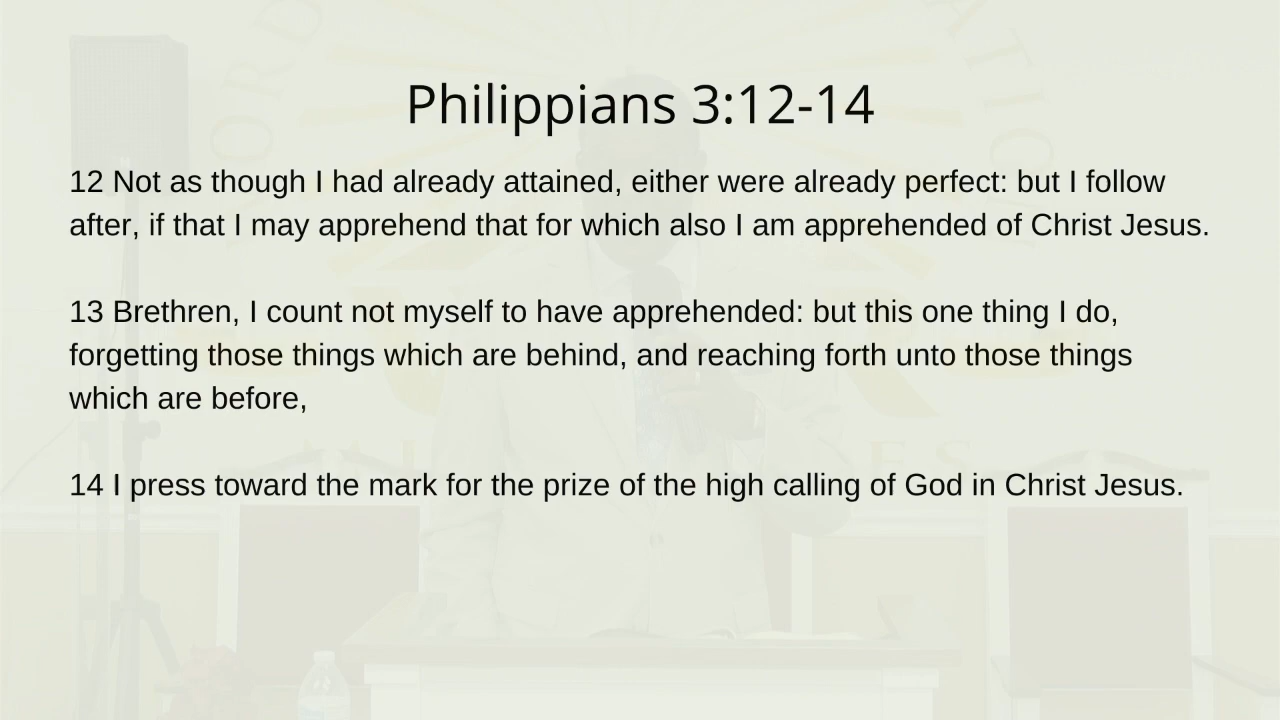 Philippians 3:12-14
12 Not as though I had already attained, either were already perfect: but I follow
after, if that I may apprehend that for which also I am apprehended of Christ Jesus.
13 Brethren, I count not myself to have apprehended: but this one thing I do,
forgetting those things which are behind, and reaching forth unto those things
which are before,
14 I press toward the mark for the prize of the high calling of God in Christ Jesus.